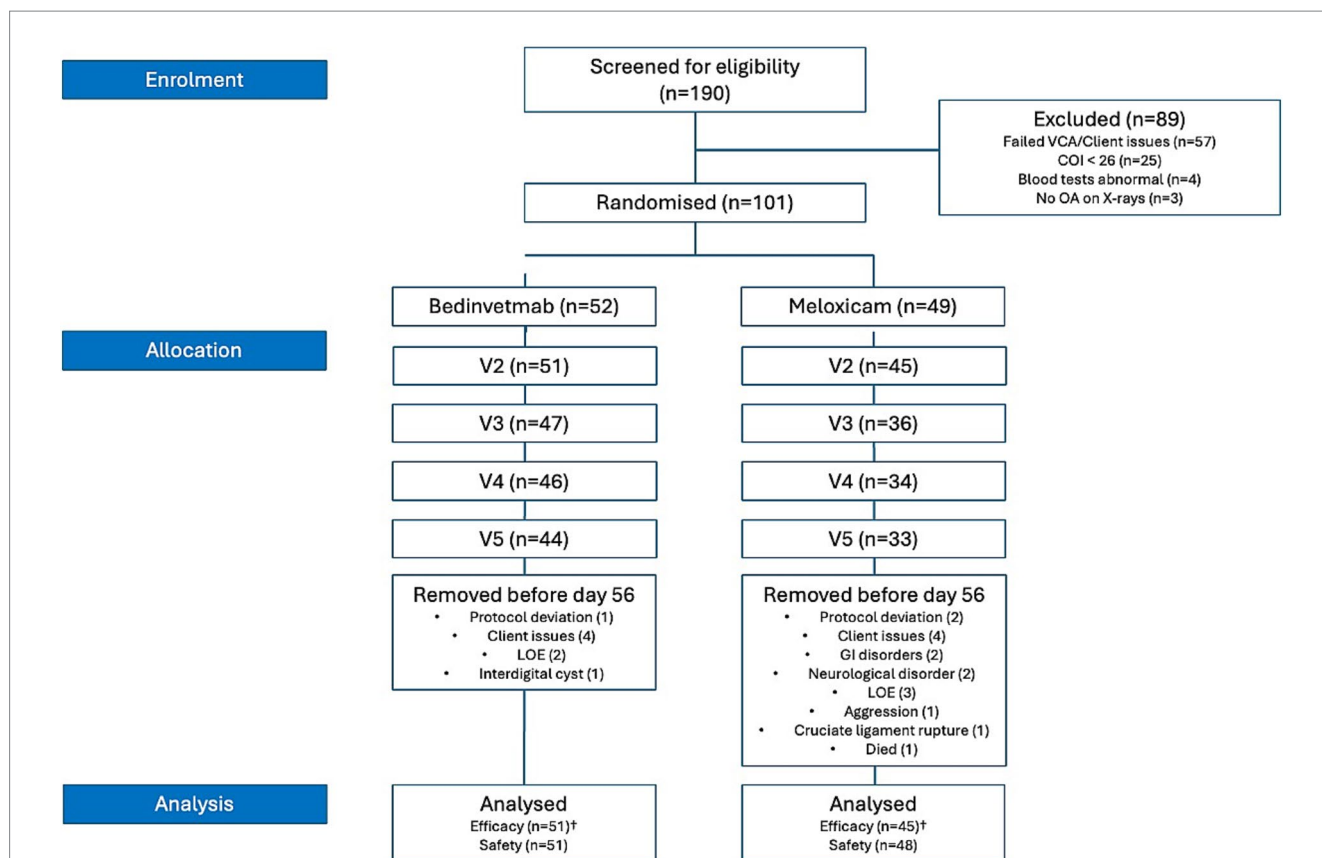 Enrolment
Screened for eligibility
(n=190)
Excluded (n=89)
Failed VCA/Client issues (n=57)
COI < 26 (n=25)
Blood tests abnormal (n=4)
No OA on X-rays (n=3)
Randomised (n=101)
Bedinvetmab (n=52)
Meloxicam (n=49)
Allocation
V2 (n=51)
V2 (n=45)
V3 (n=47)
V3 (n=36)
V4 (n=46)
V4 (n=34)
V5 (n=44)
V5 (n=33)
Removed before day 56
• Protocol deviation (1)
• Client issues (4)
• LOE (2)
• Interdigital cyst (1)
Removed before day 56
• Protocol deviation (2)
• Client issues (4)
• GI disorders (2)
• Neurological disorder (2)
• LOE (3)
• Aggression (1)
• Cruciate ligament rupture (1)
• Died (1)
Analysis
Analysed
Efficacy (n=51)†
Safety (n=51)
Analysed
Efficacy (n=45)†
Safety (n=48)